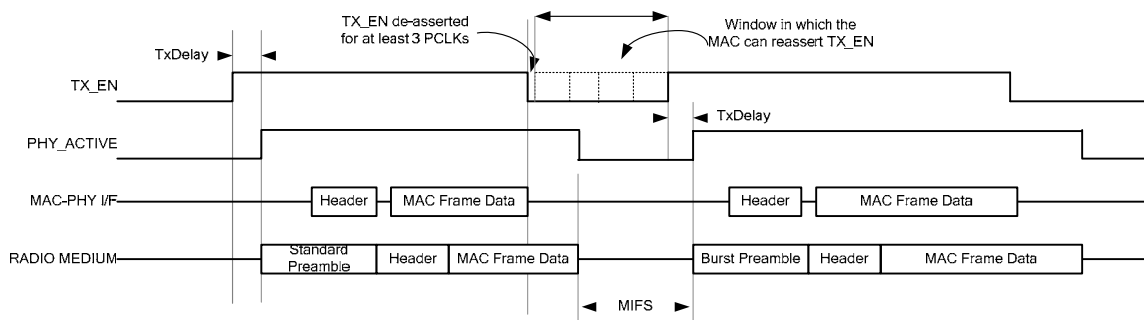 TX_EN de-asserted
for at least 3 PCLKs
Window in which the
MAC can reassert TX_EN
TxDelay
TX_EN
TxDelay
PHY_ACTIVE
MAC-PHY I/F
Header
MAC Frame Data
Header
MAC Frame Data
RADIO MEDIUM
Standard
Preamble
Header
MAC Frame Data
Burst Preamble
Header
MAC Frame Data
MIFS